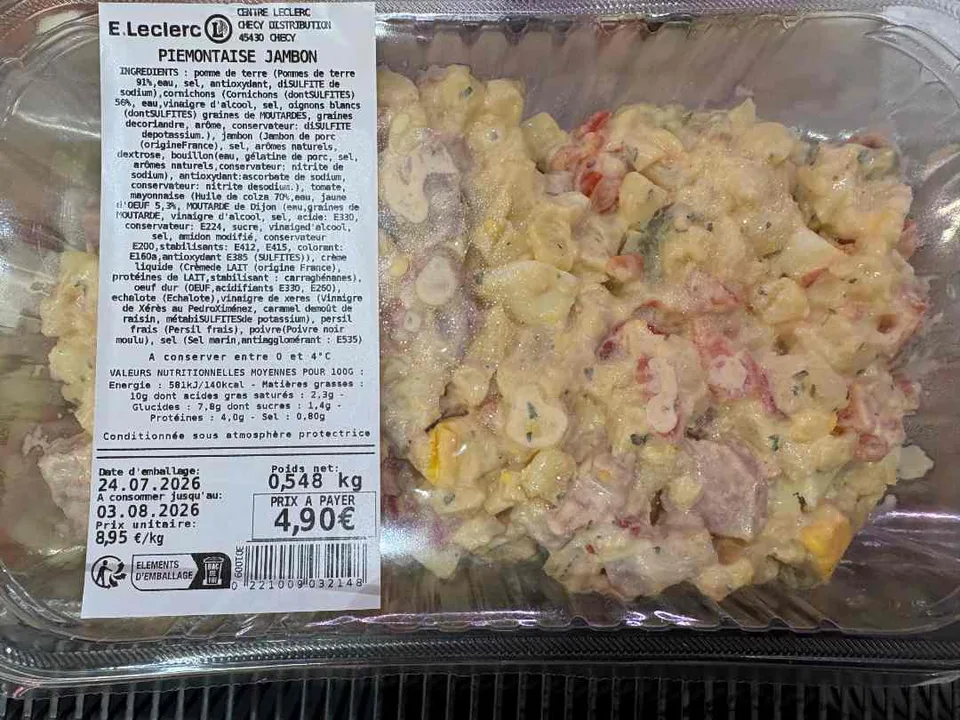 E.Leclerc L
CENTRE LECLERC
CHECY DISTRIBUTION
45430 CHECY
PIEMONTAISE JAMBON
INGREDIENTS : pomme de terre (Pommes de terre
91%,eau, sel, antioxydant, diSULFITE de
sodium),cornichons (Cornichons (dontSULFITES)
56%, eau,vinaigre d'alcool, sel, oignons blancs
(dontSULFITES) graines de MOUTARDES, graines
decoriandre, arôme, conservateur: diSULFITE
depotassium.), jambon (Jambon de porc
(origineFrance), sel, arômes naturels,
dextrose, bouillon(eau, gélatine de porc, sel,
arômes naturels,conservateur: nitrite de
sodium), antioxydant:ascorbate de sodium,
conservateur: nitrite desodium.), tomate,
mayonnaise (Huile de colza 70%,eau, jaune
d'OEUF 5,3%, MOUTARDE de Dijon (eau,graines de
MOUTARDE, vinaigre d'alcool, sel, acide: E330,
conservateur: E224, sucre, vinaigred'alcool,
sel, amidon modifié, conservateur
E200,stabilisants: E412, E415, colorant:
E160a,antioxydant E385 (SULFITES)), crème
liquide (Crèmede LAIT (origine France),
protéines de LAIT,stabilisant : carraghénanes),
oeuf dur (OEUF,acidifiants E330, E260),
echalote (Echalote),vinaigre de xeres (Vinaigre
de Xérès au PedroXiménez, caramel demoût de
raisin, métabiSULFITESde potassium), persil
frais (Persil frais), poivre(Poivre noir
moulu), sel (Sel marin,antiagglomérant : E535)
A conserver entre 0 et 4°C
VALEURS NUTRITIONNELLES MOYENNES POUR 100G :
Energie : 581kJ/140kcal - Matières grasses :
10g dont acides gras saturés : 2,3g -
Glucides : 7,8g dont sucres : 1,4g -
Protéines : 4,0g - Sel : 0,80g
Conditionnée sous atmosphère protectrice
Date d'emballage:
24.07.2026
A consommer jusqu'au:
03.08.2026
Prix unitaire:
8,95 €/kg
Poids net:
0,548 kg
PRIX A PAYER
4,90€
ELEMENTS
D'EMBALLAGE
BAC
DE TRI
0 221009 032148